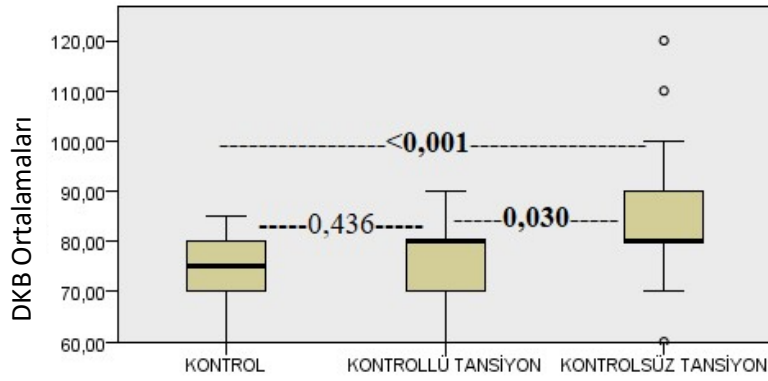 DKB Ortalamaları
120,00
110,00
100,00
90,00
80,00
70,00
60,00
<0,001
0,436
0,030
KONTROL
KONTROLLÜ TANSİYON
KONTROLSÜZ TANSİYON